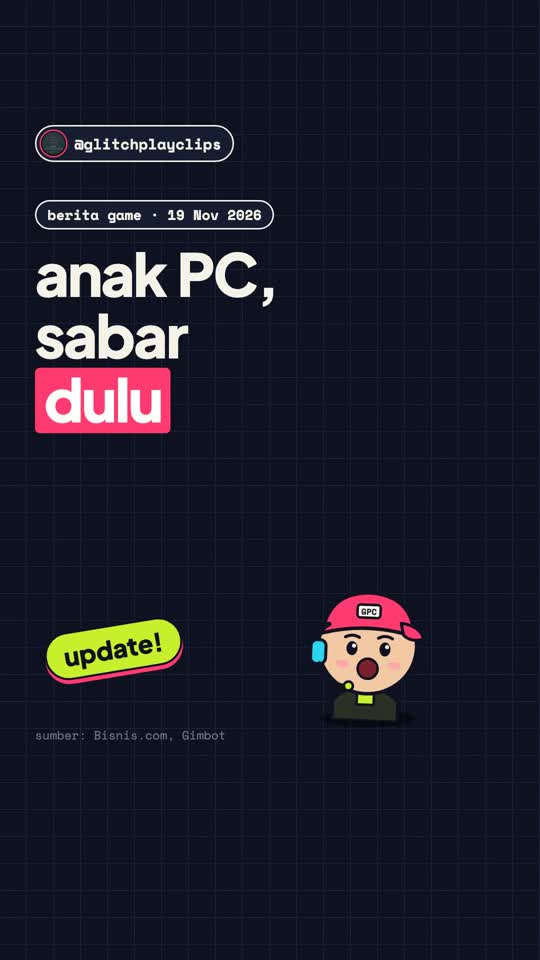 @glitchplayclips
berita game · 19 Nov 2026
anak PC,
sabar
dulu
GPC
update!
sumber: Bisnis.com, Gimbot